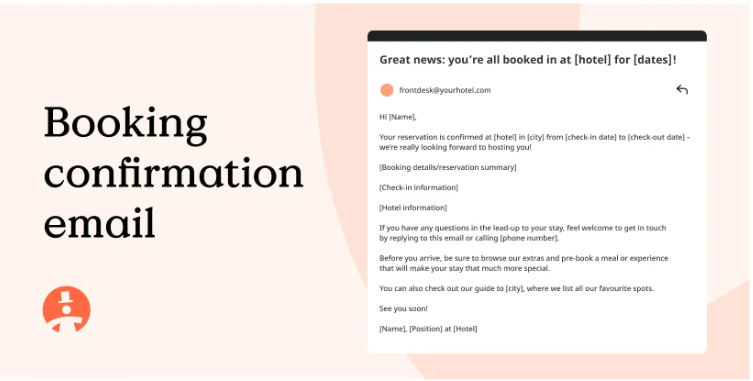 Booking
confirmation
email
Great news: you're all booked in at [hotel] for [dates]!
frontdesk@yourhotel.com
Hi [Name],
Your reservation is confirmed at [hotel] in [city] from [check-in date] to [check-out date] –
we're really looking forward to hosting you!
[Booking details/reservation summary]
[Check-in information]
[Hotel information]
If you have any questions in the lead-up to your stay, feel welcome to get in touch
by replying to this email or calling [phone number].
Before you arrive, be sure to browse our extras and pre-book a meal or experience
that will make your stay that much more special.
You can also check out our guide to [city], where we list all our favourite spots.
See you soon!
[Name], [Position] at [Hotel]